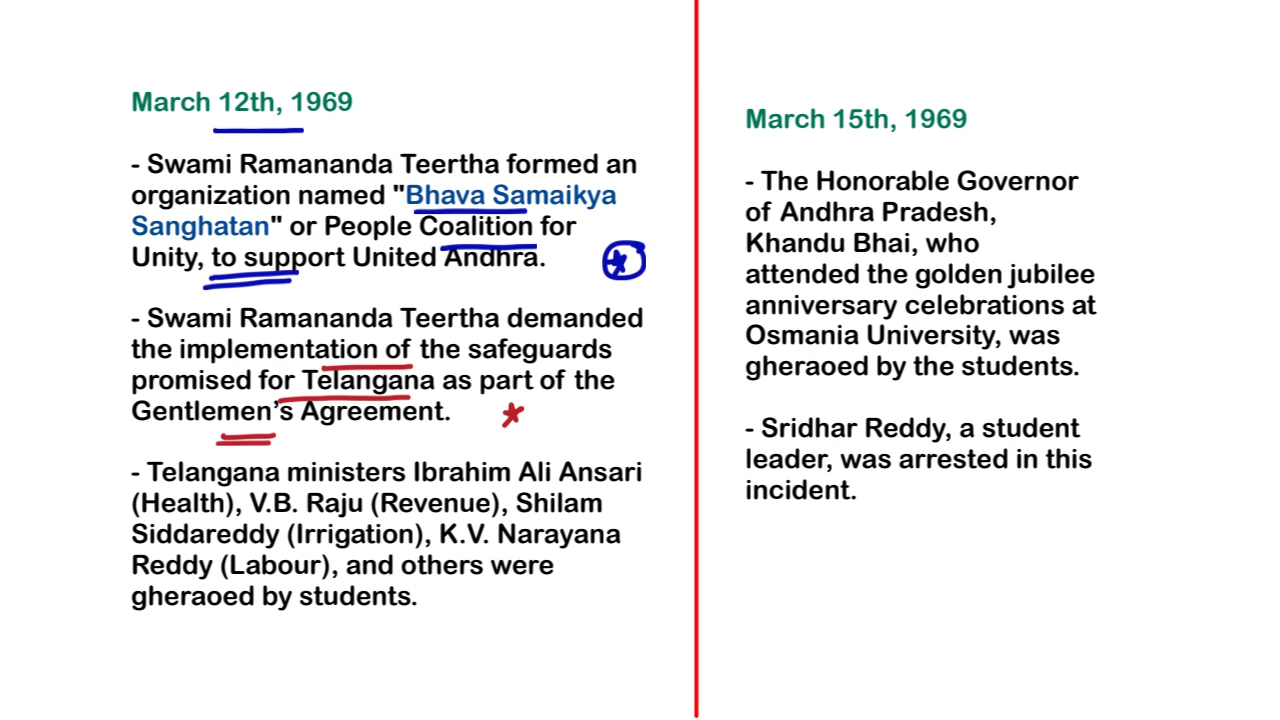 March 12th, 1969
- Swami Ramananda Teertha formed an
organization named "Bhava Samaikya
Sanghatan" or People Coalition for
Unity, to support United Andhra.
- Swami Ramananda Teertha demanded
the implementation of the safeguards
promised for Telangana as part of the
Gentlemen’s Agreement.
- Telangana ministers Ibrahim Ali Ansari
(Health), V.B. Raju (Revenue), Shilam
Siddareddy (Irrigation), K.V. Narayana
Reddy (Labour), and others were
gheraoed by students.
March 15th, 1969
- The Honorable Governor
of Andhra Pradesh,
Khandu Bhai, who
attended the golden jubilee
anniversary celebrations at
Osmania University, was
gheraoed by the students.
- Sridhar Reddy, a student
leader, was arrested in this
incident.